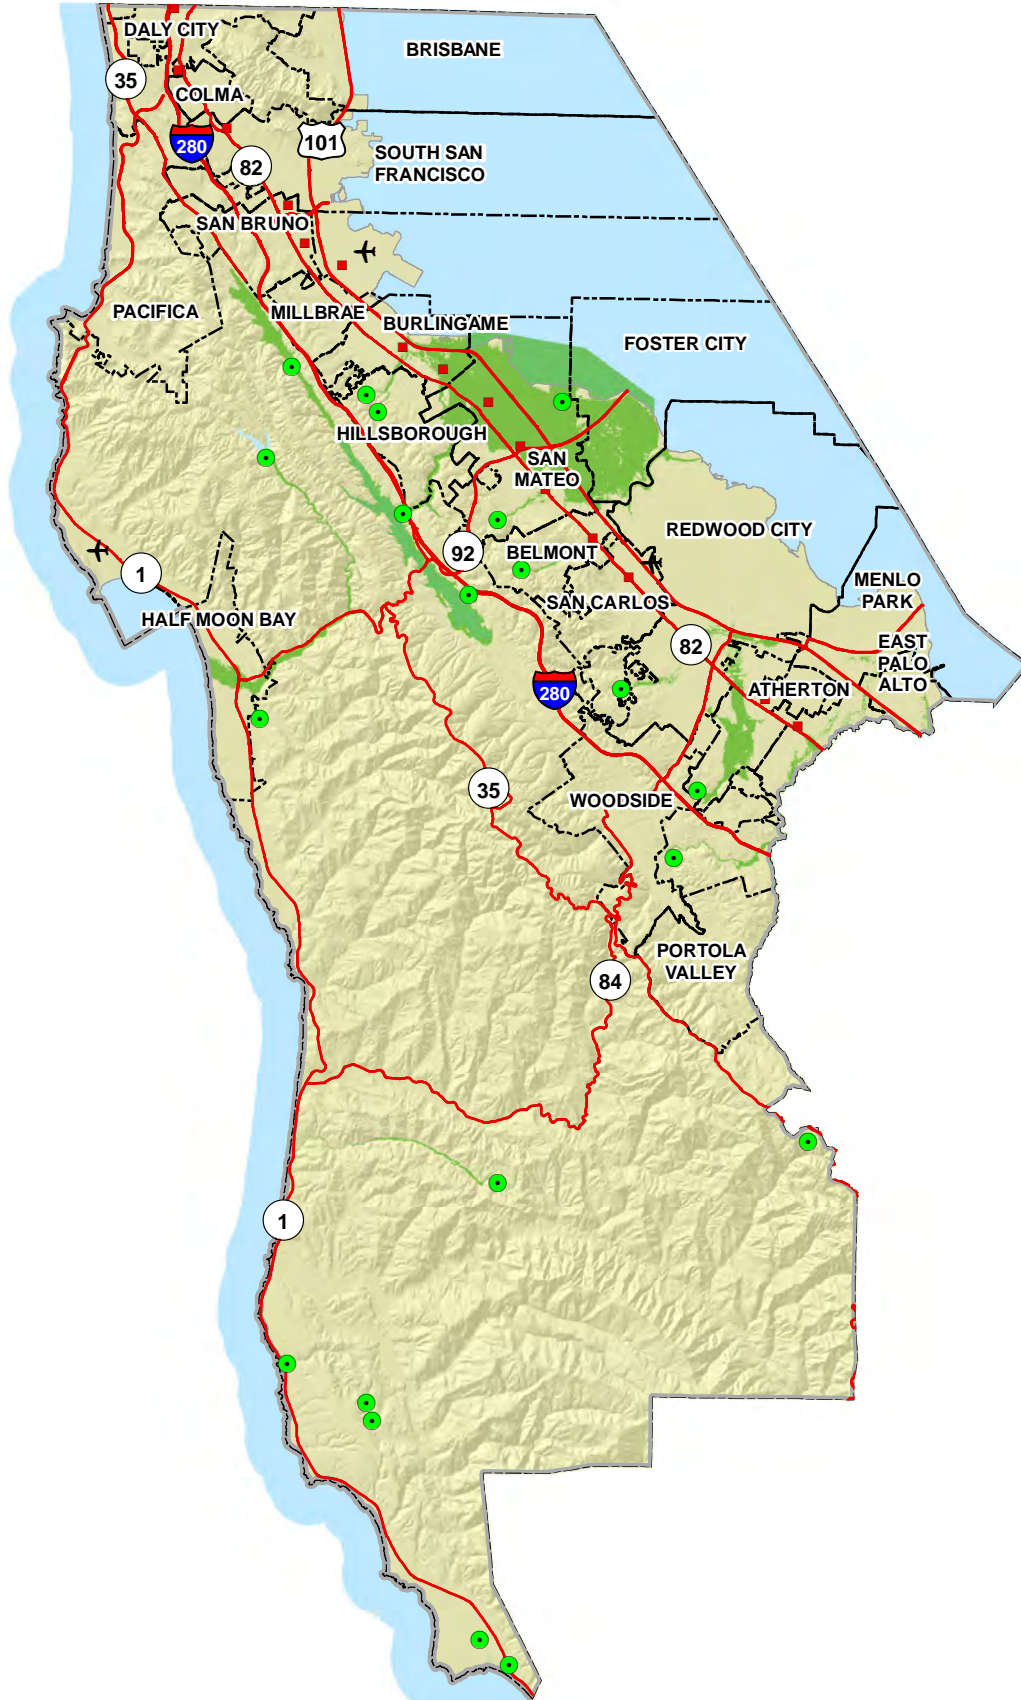 DALY CITY
BRISBANE
35
COLMA
101
280
82
SOUTH SAN
FRANCISCO
SAN BRUNO
PACIFICA
MILLBRAE
BURLINGAME
FOSTER CITY
HILLSBOROUGH
SAN
MATEO
REDWOOD CITY
92
BELMONT
1
MENLO
PARK
SAN CARLOS
HALF MOON BAY
82
EAST
PALO
ALTO
280
ATHERTON
35
WOODSIDE
PORTOLA
VALLEY
84
1